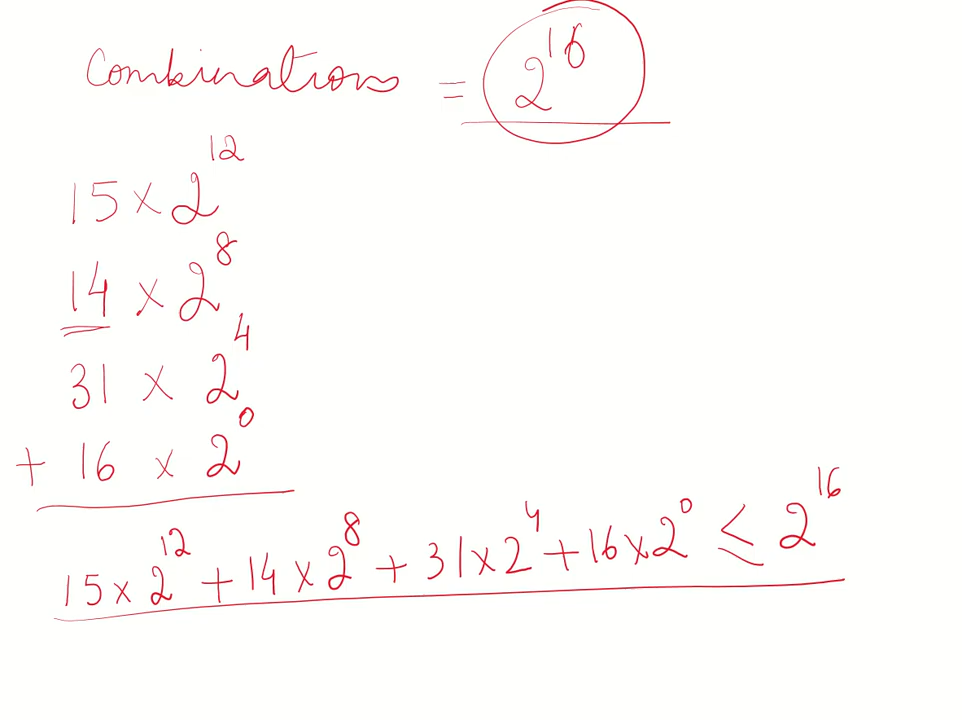 Combinations = 2^16
15 × 2^12
14 × 2^8
31 × 2^4
+ 16 × 2^0
15 × 2^12 + 14 × 2^8 + 31 × 2^4 + 16 × 2^0 ≤ 2^16